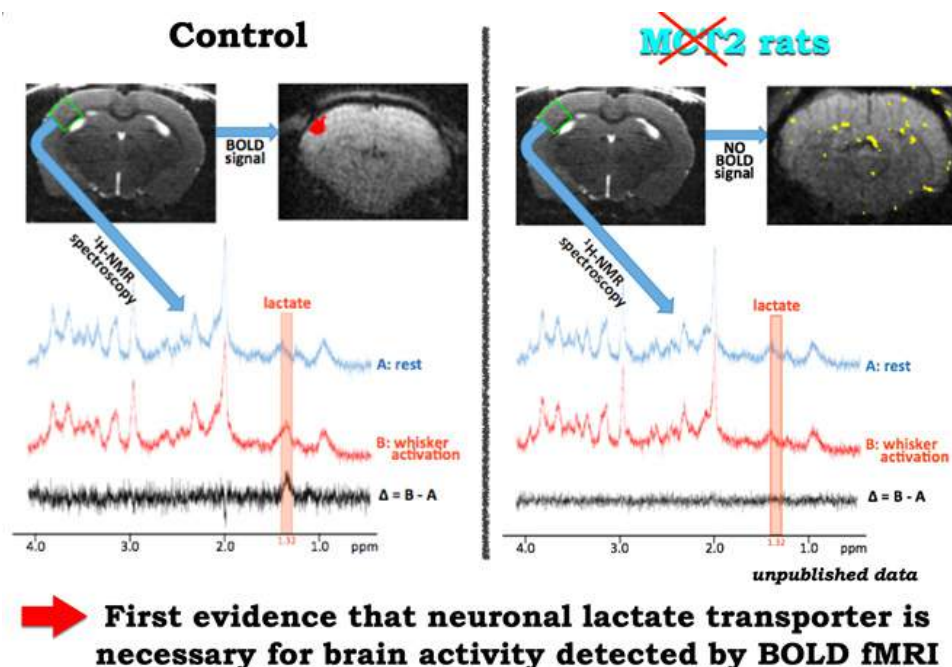 Control
MCT2 rats
BOLD
signal
NO
BOLD
signal
¹H-NMR
spectroscopy
¹H-NMR
spectroscopy
lactate
lactate
A: rest
A: rest
B: whisker
activation
B: whisker
activation
Δ = B - A
Δ = B - A
4.0 3.0 2.0 1.32 1.0 ppm
4.0 3.0 2.0 1.32 1.0 ppm
unpublished data
First evidence that neuronal lactate transporter is
necessary for brain activity detected by BOLD fMRI